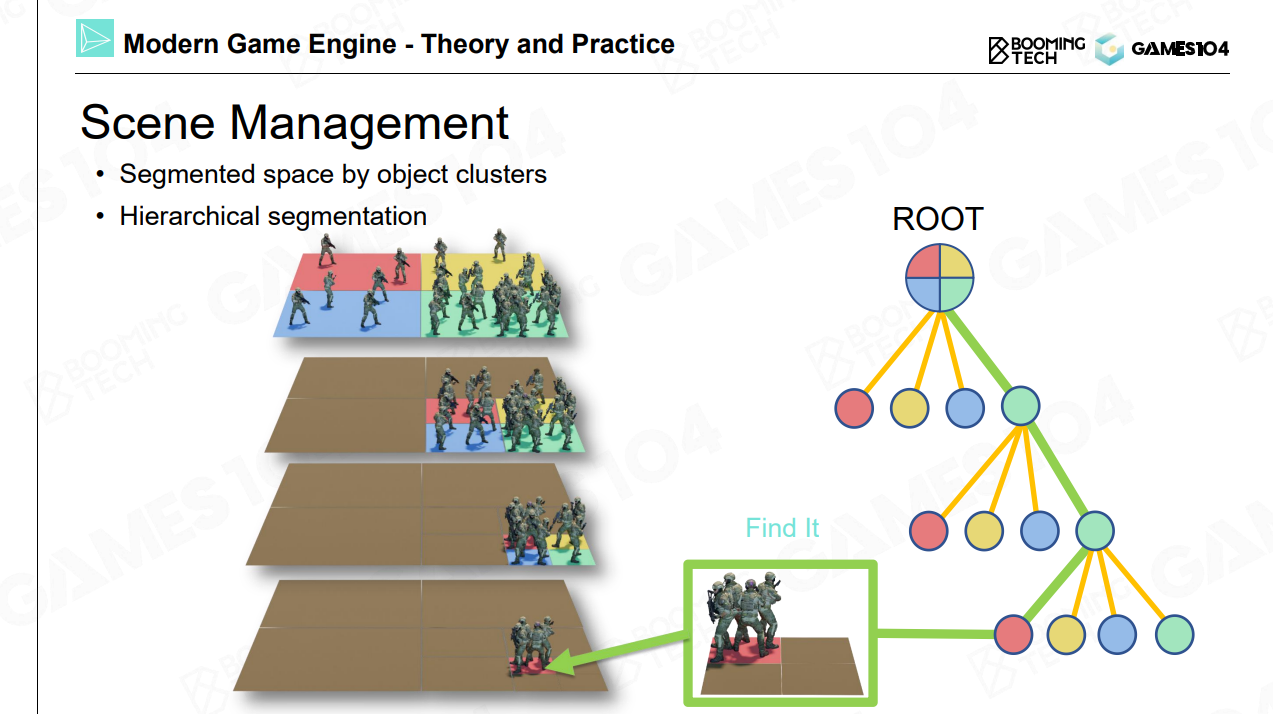 Modern Game Engine - Theory and Practice
BOOMING
TECH
GAMES104
Scene Management
• Segmented space by object clusters
• Hierarchical segmentation
ROOT
Find It